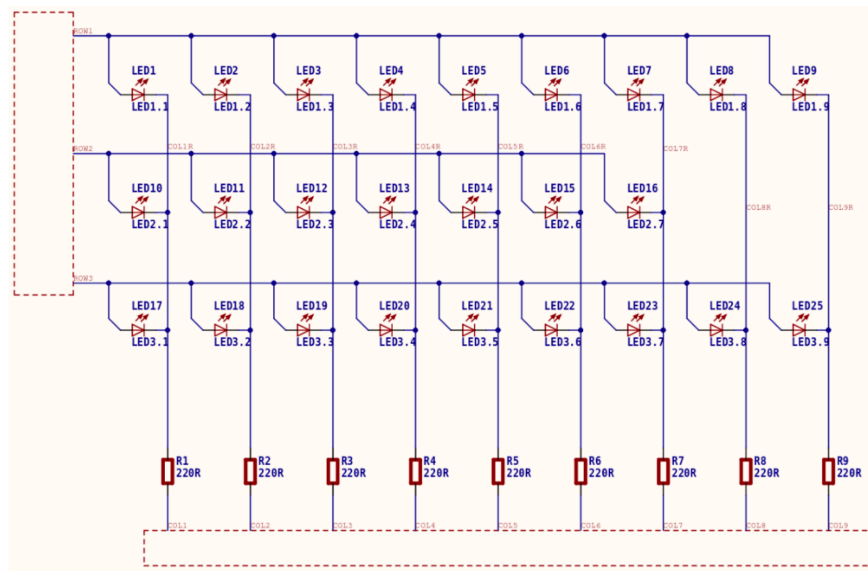 ROW1
LED1 LED2 LED3 LED4 LED5 LED6 LED7 LED8 LED9
LED1.1 LED1.2 LED1.3 LED1.4 LED1.5 LED1.6 LED1.7 LED1.8 LED1.9
COL1R COL2R COL3R COL4R COL5R COL6R COL7R
ROW2
LED10 LED11 LED12 LED13 LED14 LED15 LED16
COL8R COL9R
LED2.1 LED2.2 LED2.3 LED2.4 LED2.5 LED2.6 LED2.7
ROW3
LED17 LED18 LED19 LED20 LED21 LED22 LED23 LED24 LED25
LED3.1 LED3.2 LED3.3 LED3.4 LED3.5 LED3.6 LED3.7 LED3.8 LED3.9
R1 R2 R3 R4 R5 R6 R7 R8 R9
220R 220R 220R 220R 220R 220R 220R 220R 220R
COL1 COL2 COL3 COL4 COL5 COL6 COL7 COL8 COL9